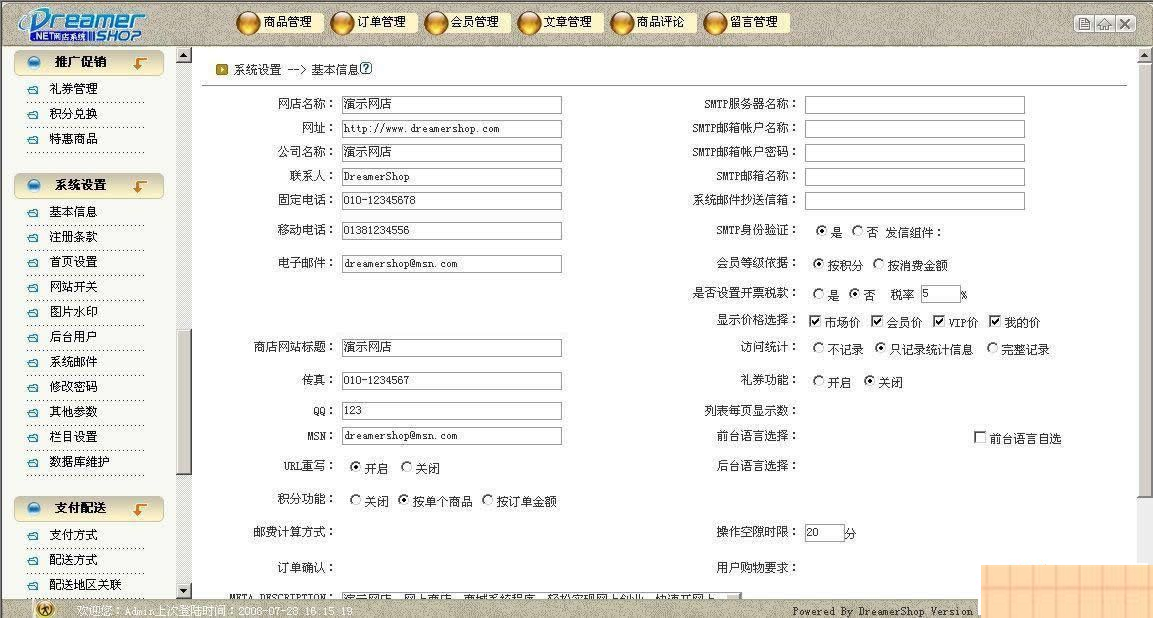 Dreamer
.NET网店系统 SHOP
商品管理 订单管理 会员管理 文章管理 商品评论 留言管理
推广促销
礼券管理
积分兑换
特惠商品
系统设置
基本信息
注册条款
首页设置
网站开关
图片水印
后台用户
系统邮件
修改密码
其他参数
栏目设置
数据库维护
支付配送
支付方式
配送方式
配送地区关联
系统设置 --> 基本信息
网店名称： 演示网店
网址： http://www.dreamershop.com
公司名称： 演示网店
联系人： DreamerShop
固定电话： 010-12345678
移动电话： 01381234556
电子邮件： dreamershop@msn.com
商店网站标题： 演示网店
传真： 010-1234567
QQ： 123
MSN： dreamershop@msn.com
URL重写： 开启 关闭
积分功能： 关闭 按单个商品 按订单金额
邮费计算方式：
订单确认：
META DESCRIPTION： 演示网店，网上商店，商城系统程序，轻松实现网上创业，快速开网上
SMTP服务器名称：
SMTP邮箱帐户名称：
SMTP邮箱帐户密码：
SMTP邮箱名称：
系统邮件抄送信箱：
SMTP身份验证： 是 否 发信组件：
会员等级依据： 按积分 按消费金额
是否设置开票税款： 是 否 税率 5 %
显示价格选择： 市场价 会员价 VIP价 我的价
访问统计： 不记录 只记录统计信息 完整记录
礼券功能： 开启 关闭
列表每页显示数：
前台语言选择： 前台语言自选
后台语言选择：
操作空隙时限： 20 分
用户购物要求：
欢迎您：Admin上次登陆时间：2008-07-28 16:15:19
Powered By DreamerShop Version